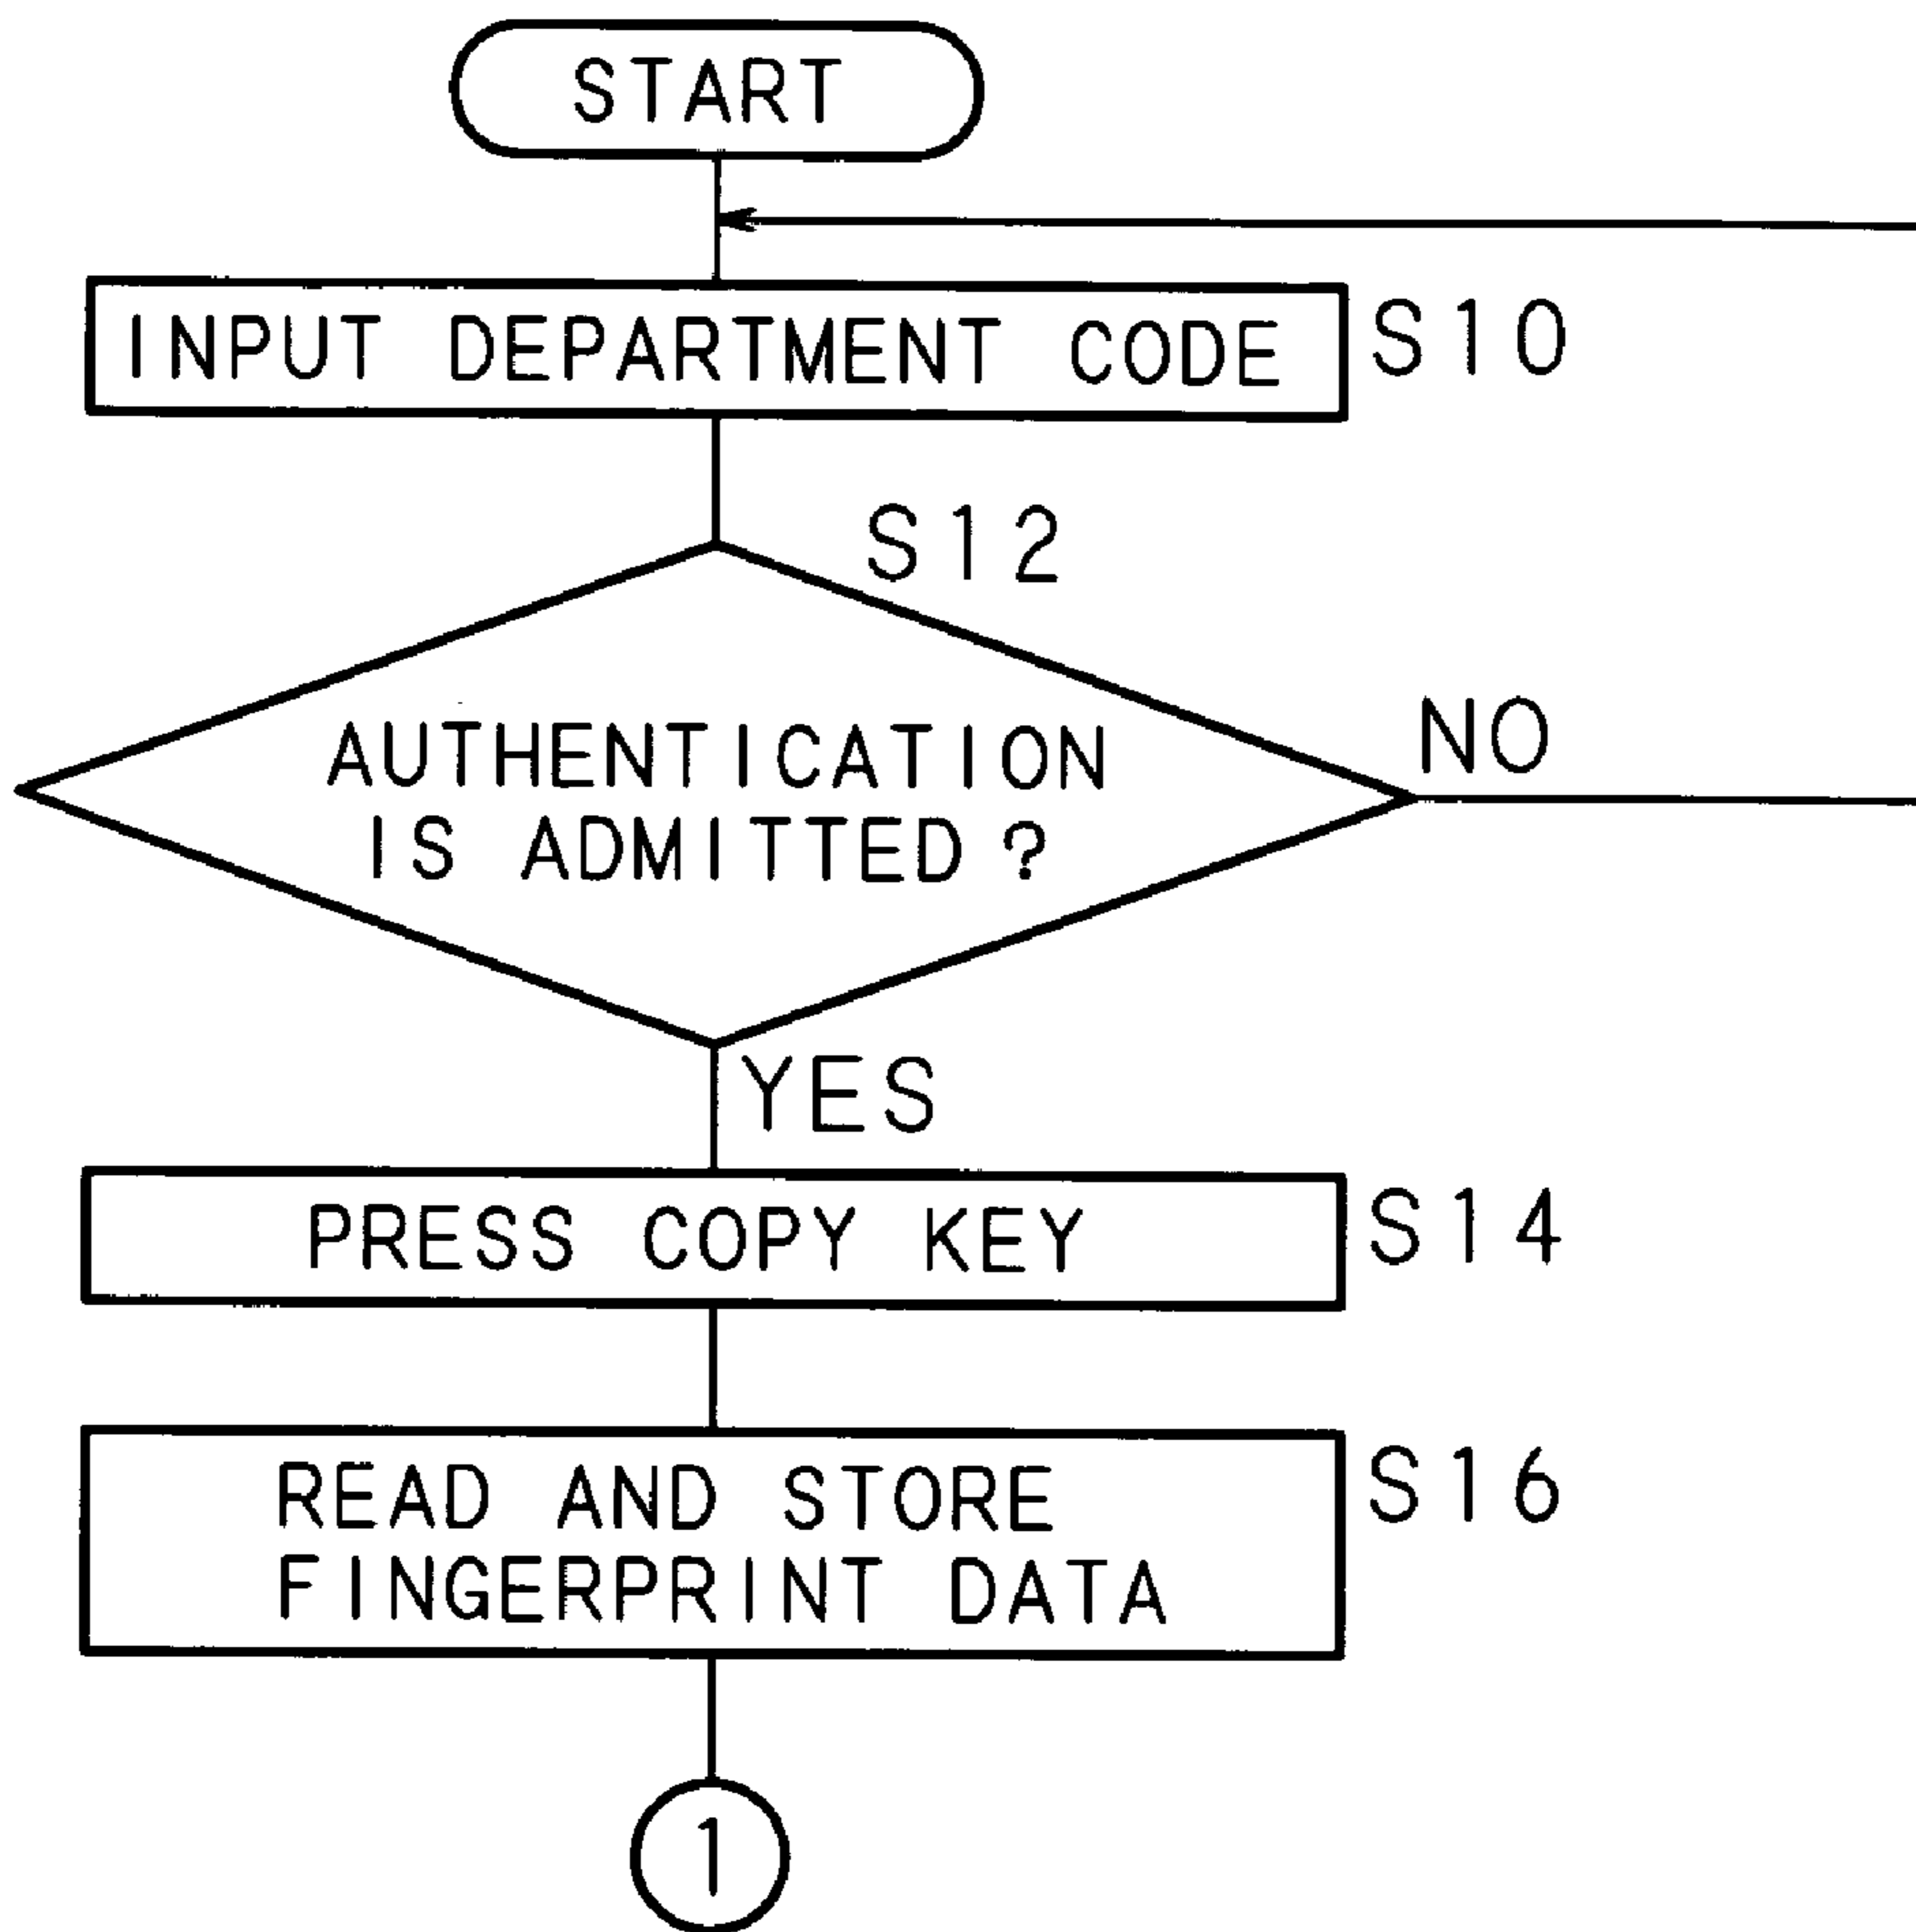 START
INPUT DEPARTMENT CODE
S10
S12
AUTHENTICATION
IS ADMITTED?
NO
YES
PRESS COPY KEY
S14
READ AND STORE
FINGERPRINT DATA
S16
1